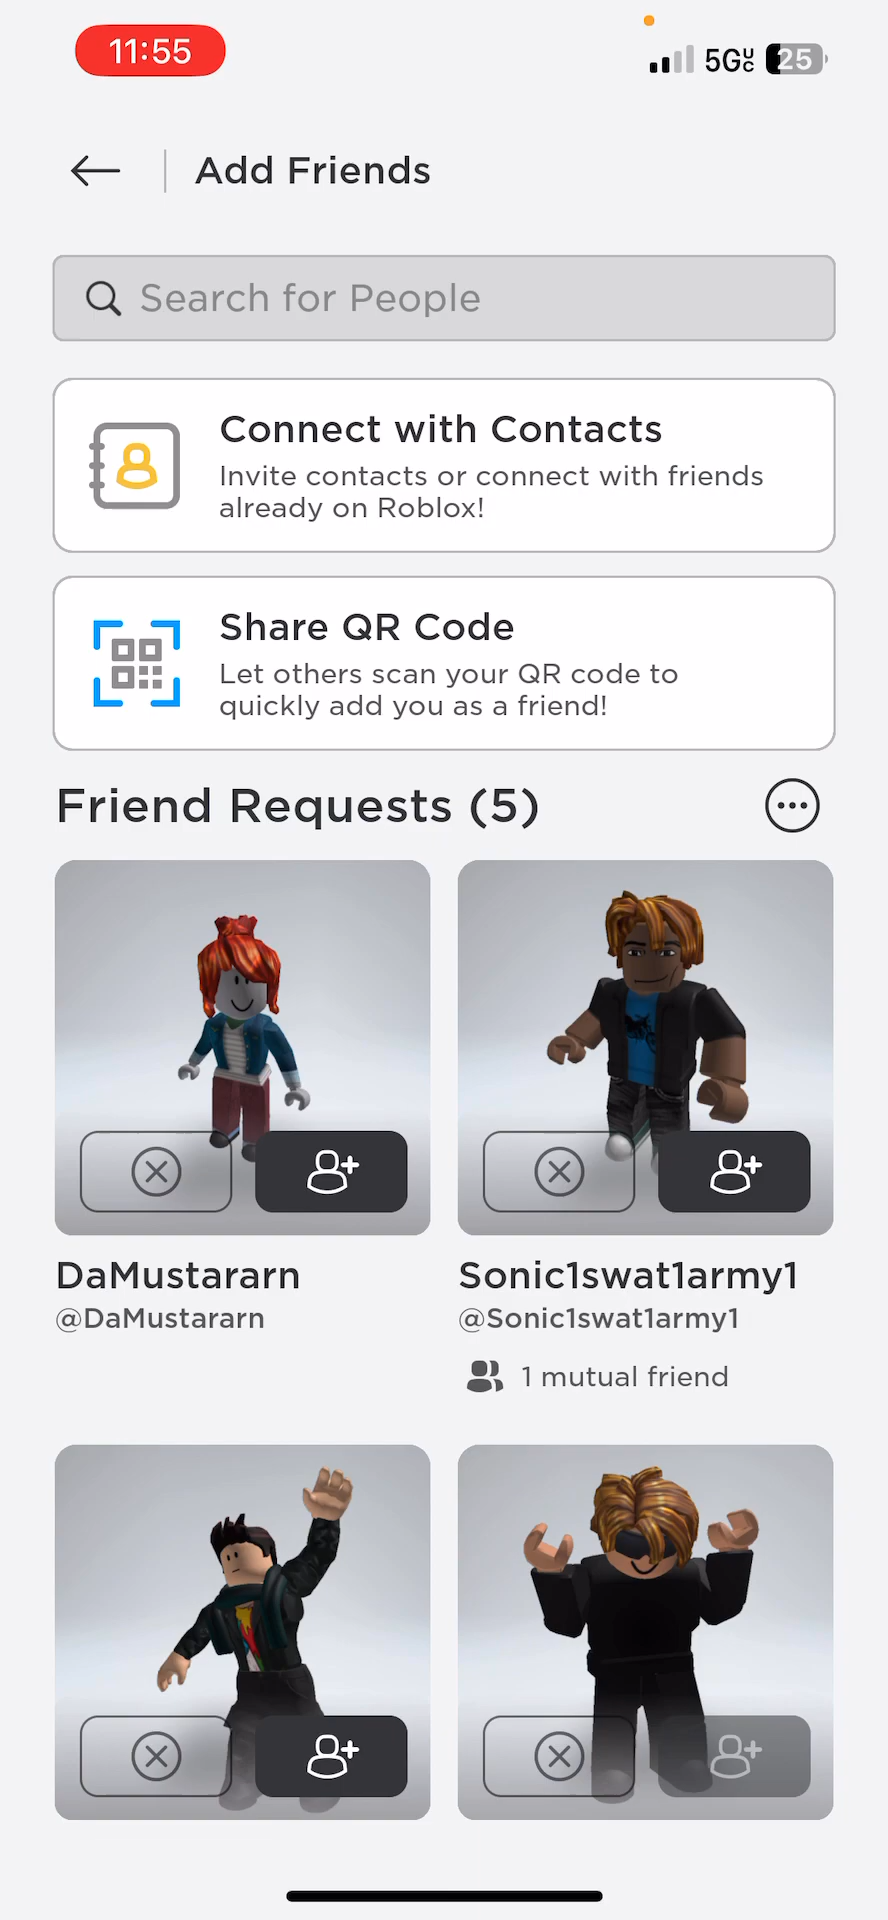 11:55
5GUC 25
Add Friends
Search for People
Connect with Contacts
Invite contacts or connect with friends
already on Roblox!
Share QR Code
Let others scan your QR code to
quickly add you as a friend!
Friend Requests (5)
DaMustararn
@DaMustararn
Sonic1swat1army1
@Sonic1swat1army1
1 mutual friend